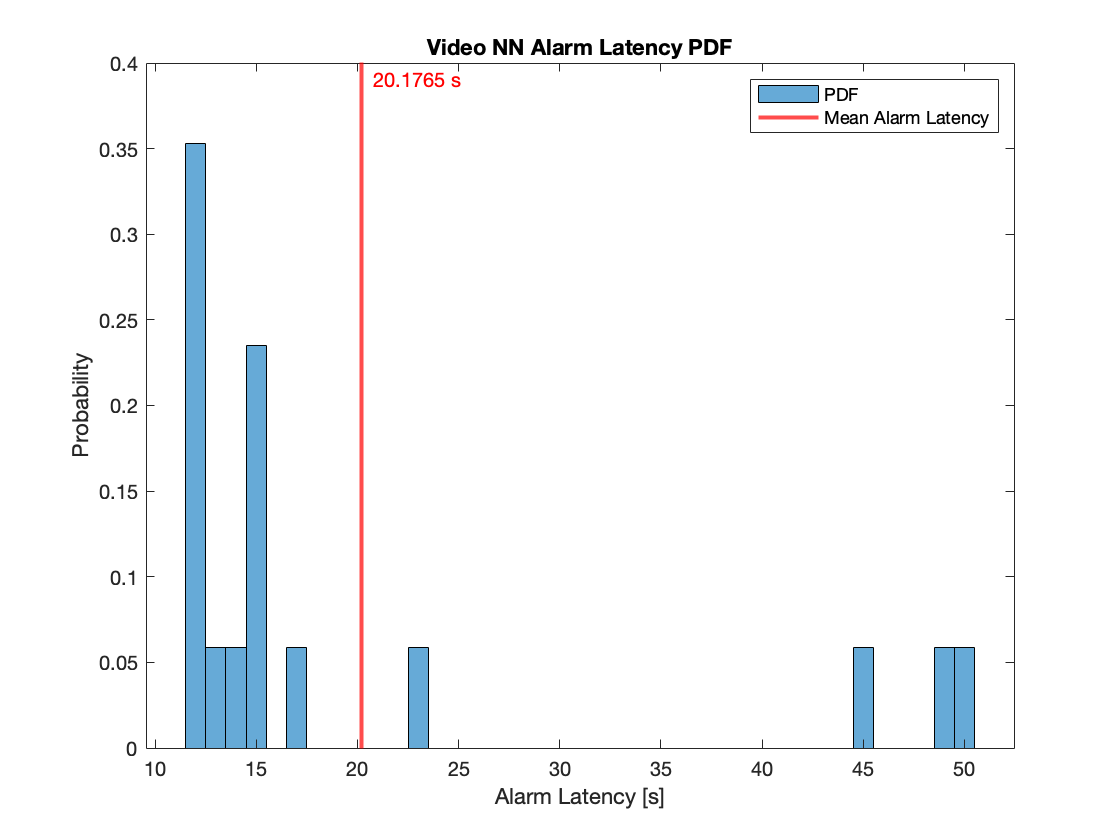 Video NN Alarm Latency PDF
20.1765 s
PDF
Mean Alarm Latency
0.4
0.35
0.3
0.25
0.2
0.15
0.1
0.05
0
Probability
10 15 20 25 30 35 40 45 50
Alarm Latency [s]